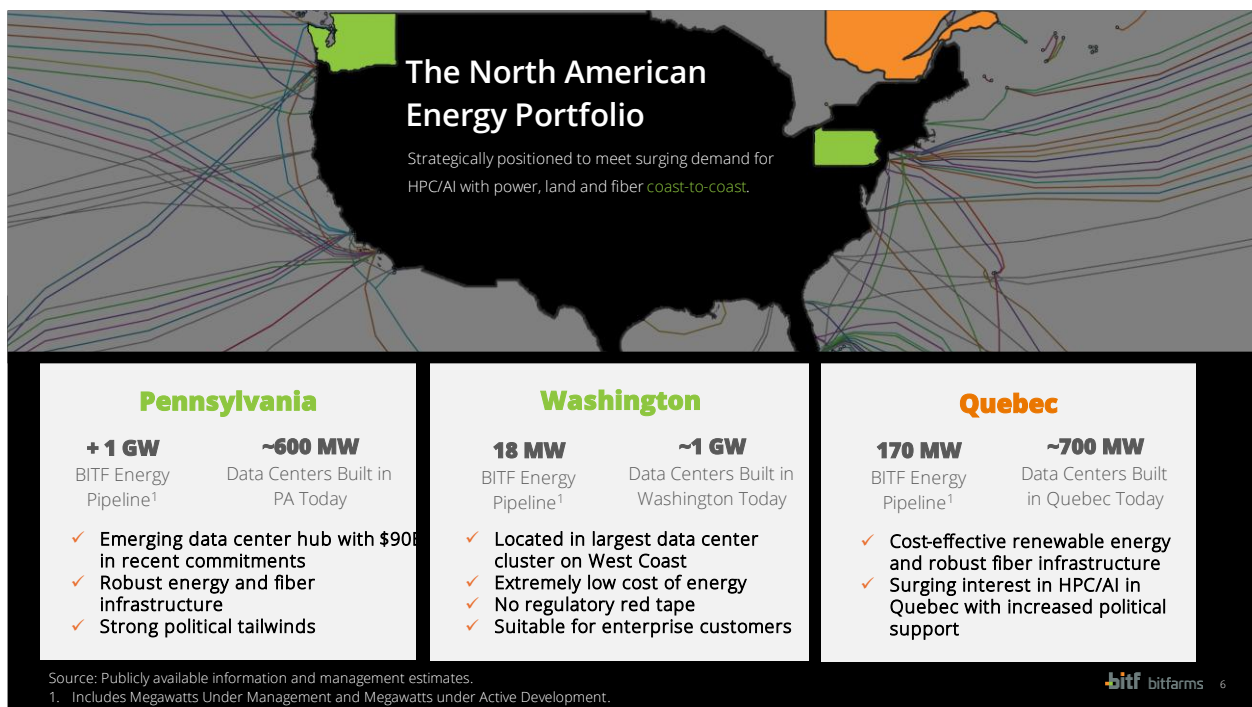 The North American
Energy Portfolio
Strategically positioned to meet surging demand for
HPC/AI with power, land and fiber coast-to-coast.
Pennsylvania
+ 1 GW
BITF Energy
Pipeline1
~600 MW
Data Centers Built in
PA Today
✓ Emerging data center hub with $90B
in recent commitments
✓ Robust energy and fiber
infrastructure
✓ Strong political tailwinds
Washington
18 MW
BITF Energy
Pipeline1
~1 GW
Data Centers Built in
Washington Today
✓ Located in largest data center
cluster on West Coast
✓ Extremely low cost of energy
✓ No regulatory red tape
✓ Suitable for enterprise customers
Quebec
170 MW
BITF Energy
Pipeline1
~700 MW
Data Centers Built
in Quebec Today
✓ Cost-effective renewable energy
and robust fiber infrastructure
✓ Surging interest in HPC/AI in
Quebec with increased political
support
Source: Publicly available information and management estimates.
1. Includes Megawatts Under Management and Megawatts under Active Development.
bitf bitfarms 6